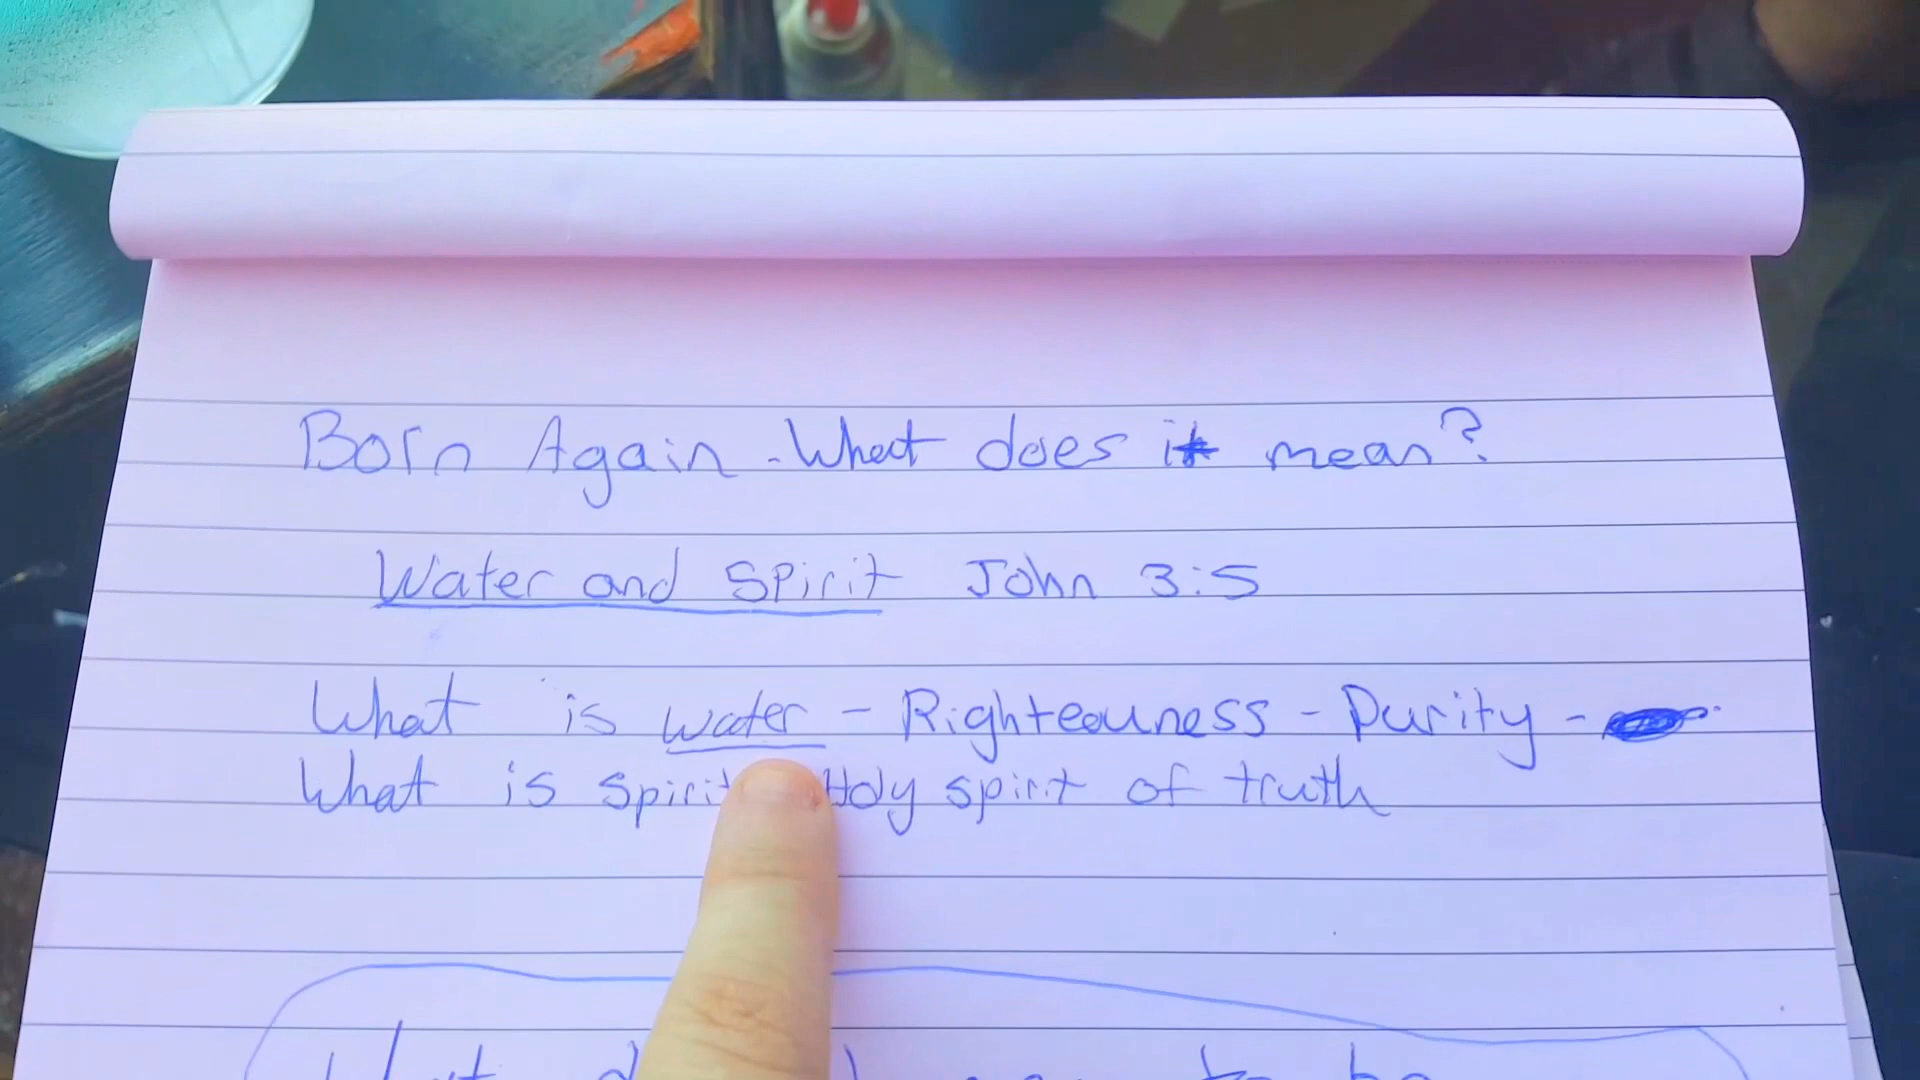 Born Again - What does it mean?
Water and Spirit John 3:5
What is water - Righteouness - Purity -
What is spirit Holy spirit of truth